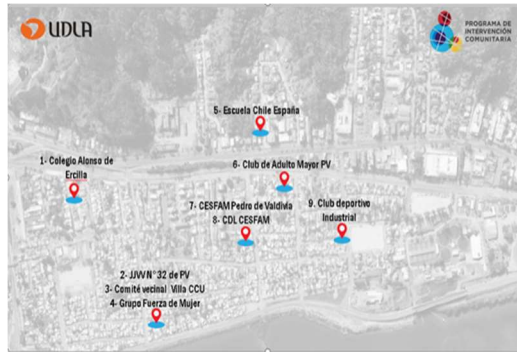 UDLA
PROGRAMA DE
INTERVENCIÓN
COMUNITARIA
5- Escuela Chile España
1- Colegio Alonso de
Ercilla
6- Club de Adulto Mayor PV
7- CESFAM Pedro de Valdivia
8- CDL CESFAM
9. Club deportivo
Industrial
2- JJVV N° 32 de PV
3- Comité vecinal Villa CCU
4- Grupo Fuerza de Mujer